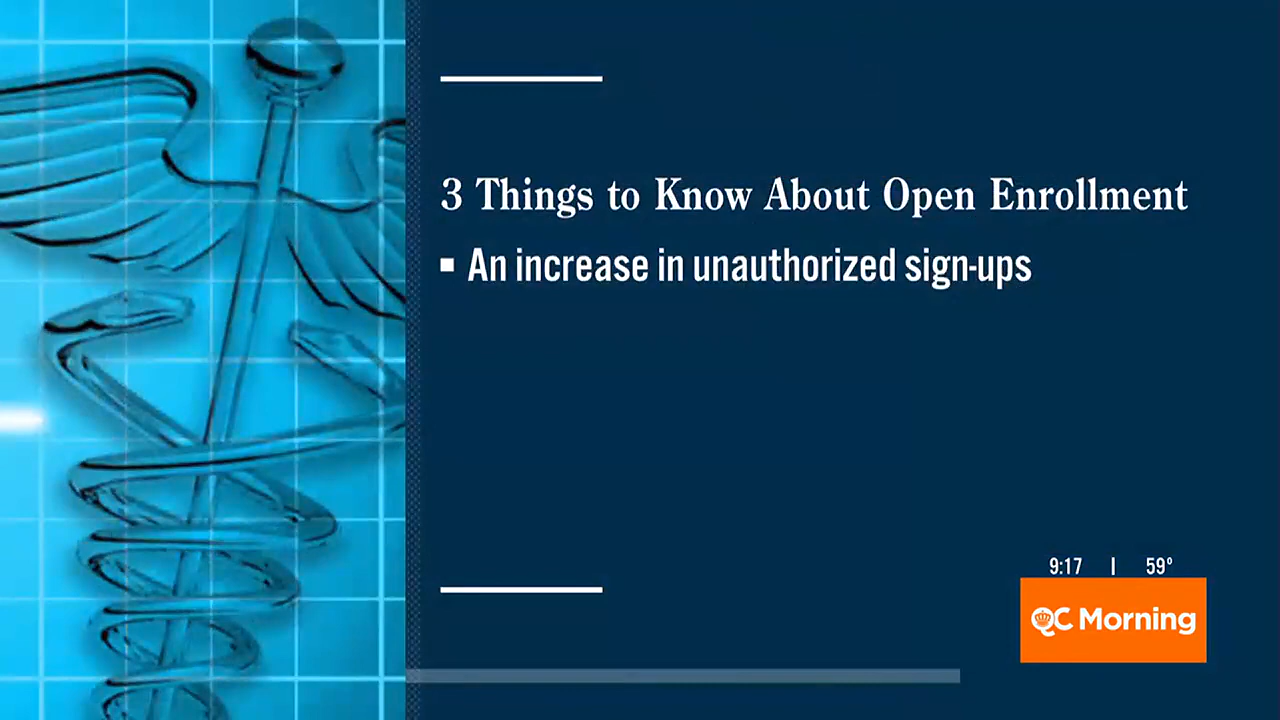 3 Things to Know About Open Enrollment
▪ An increase in unauthorized sign-ups
9:17 | 59°
QC Morning